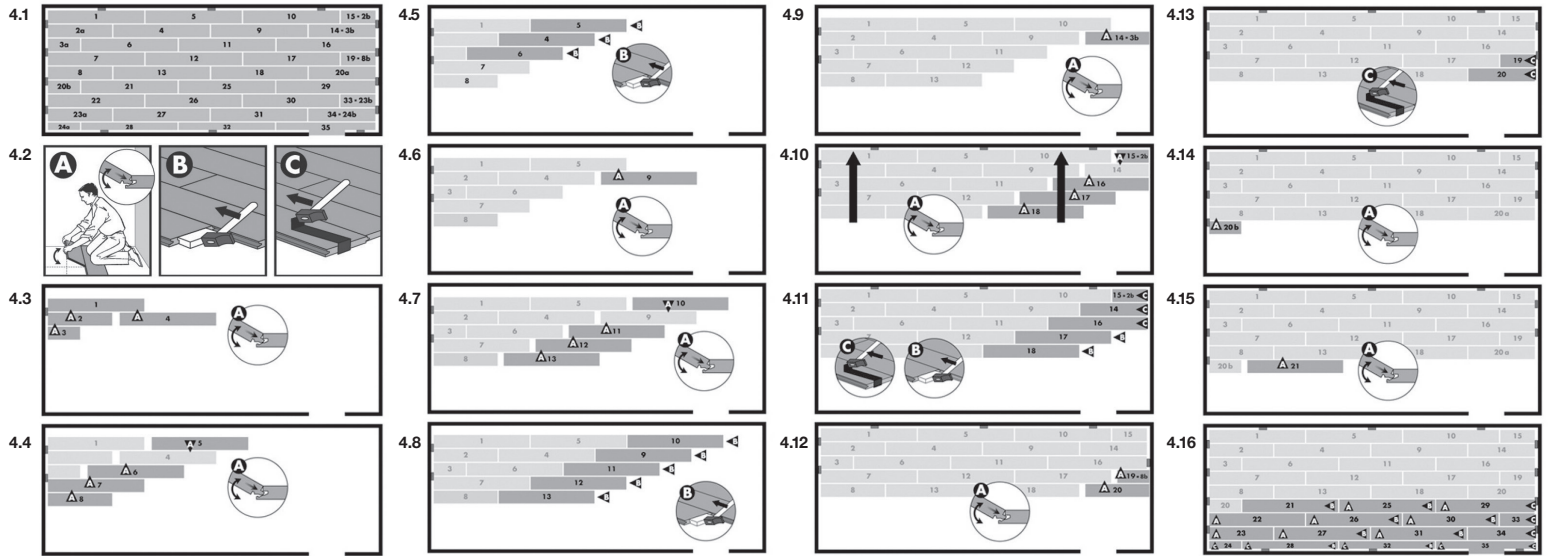 4.1
1 5 10 15 • 2b
2a 4 9 14 • 3b
3a 6 11 16
7 12 17 19 • 8b
8 13 18 20a
20b 21 25 29
22 26 30 33 • 23b
23a 27 31 34 • 24b
24a 28 32 35
4.2
A B C
4.3
1
A 2 A 4
A 3
A
4.4
1 A 5
4
A 6
A 7
A 8
A
4.5
1 5 B
4 B
6 B
7
8
B
4.6
1 5
2 4 A 9
3 6
7
8
A
4.7
1 5 A 10
2 4 9
3 6 A 11
7 A 12
8 A 13
A
4.8
1 5 10 B
2 4 9 B
3 6 11 B
7 12 B
8 13 B
B
4.9
1 5 10
2 4 9 A 14 • 3b
3 6 11
7 12
8 13
A
4.10
1 5 10 15 • 2b
2 4 9 14
3 6 11 A 16
7 12 A 17
A 18
A
4.11
1 5 10 15 • 2b C
2 4 9 14 C
3 6 11 16 C
7 12 17 B
18 B
C B
4.12
1 5 10 15
2 4 9 14
3 6 11 16
7 12 17 A 19 • 8b
8 13 18 A 20
A
4.13
1 5 10 15
2 4 9 14
3 6 11 16
7 12 17 19 C
8 13 18 20 C
C
4.14
1 5 10 15
2 4 9 14
3 6 11 16
7 12 17 19
8 13 18 20a
A 20b
A
4.15
1 5 10 15
2 4 9 14
3 6 11 16
7 12 17 19
8 13 18 20a
20b A 21
A
4.16
1 5 10 15
2 4 9 14
3 6 11 16
7 12 17 19
8 13 18 20
20 21 A 25 A 29
A 22 A 26 A 30 33
A 23 A 27 A 31 34
24 28 32 35